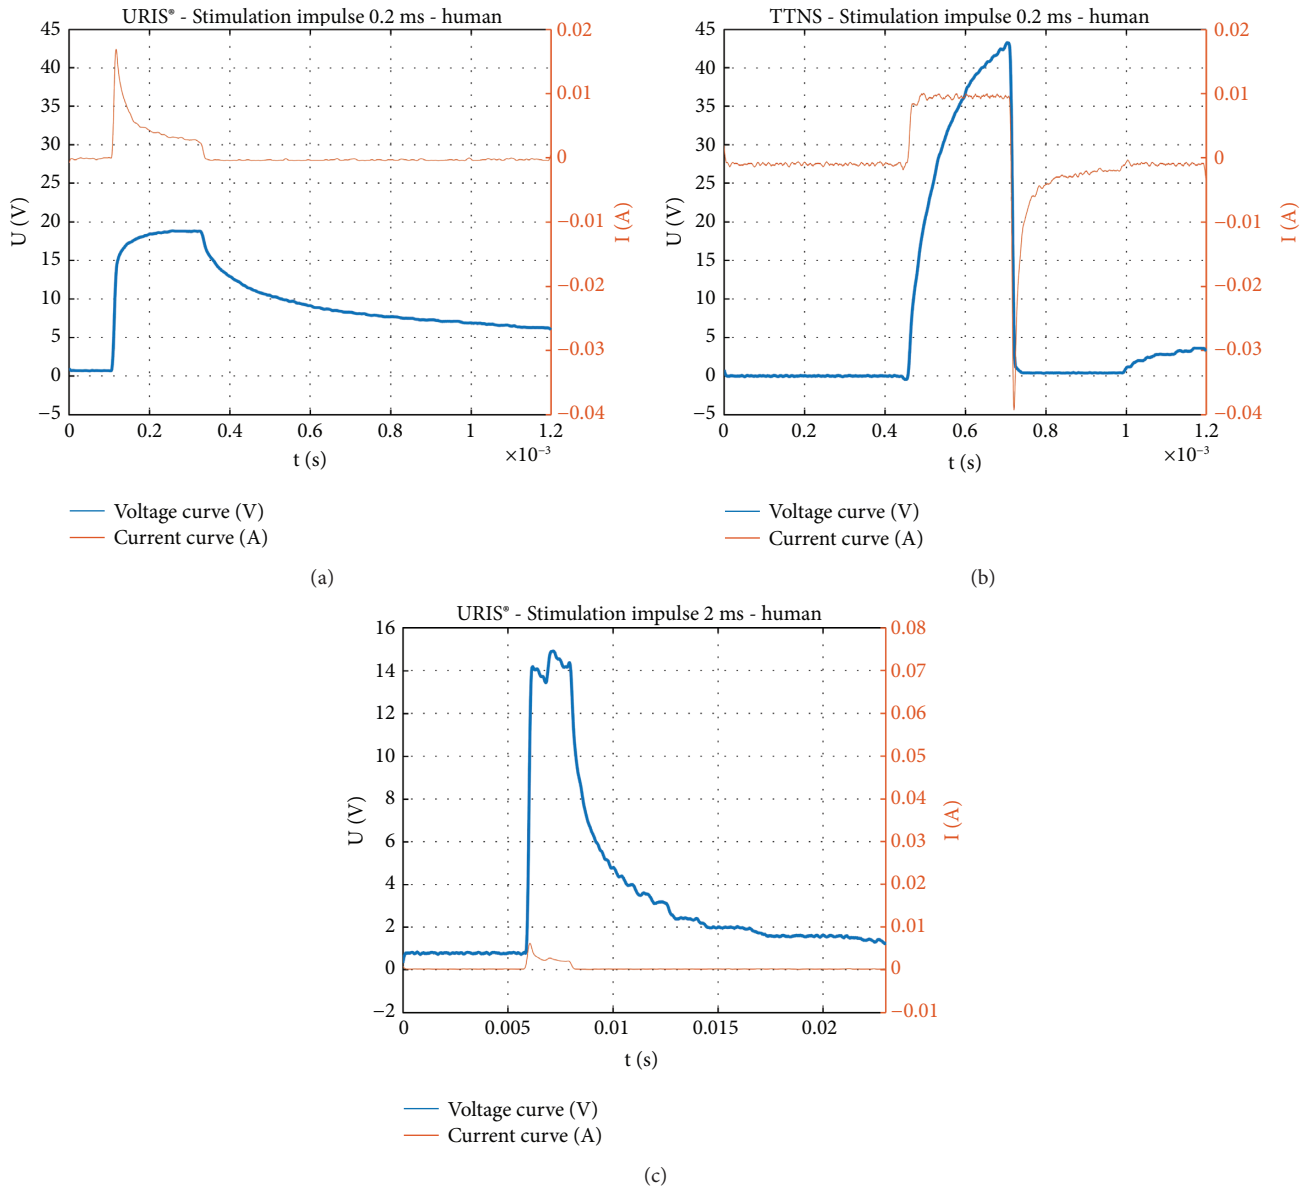 URIS® - Stimulation impulse 0.2 ms - human
45
40
35
30
25
20
15
10
5
0
−5
U (V)
0.02
0.01
0
−0.01
−0.02
−0.03
−0.04
I (A)
0 0.2 0.4 0.6 0.8 1 1.2
t (s)
×10⁻³
Voltage curve (V)
Current curve (A)
(a)
TTNS - Stimulation impulse 0.2 ms - human
45
40
35
30
25
20
15
10
5
0
−5
U (V)
0.02
0.01
0
−0.01
−0.02
−0.03
−0.04
I (A)
0 0.2 0.4 0.6 0.8 1 1.2
t (s)
×10⁻³
Voltage curve (V)
Current curve (A)
(b)
URIS® - Stimulation impulse 2 ms - human
16
14
12
10
8
6
4
2
0
−2
U (V)
0.08
0.07
0.06
0.05
0.04
0.03
0.02
0.01
0
−0.01
I (A)
0 0.005 0.01 0.015 0.02
t (s)
Voltage curve (V)
Current curve (A)
(c)